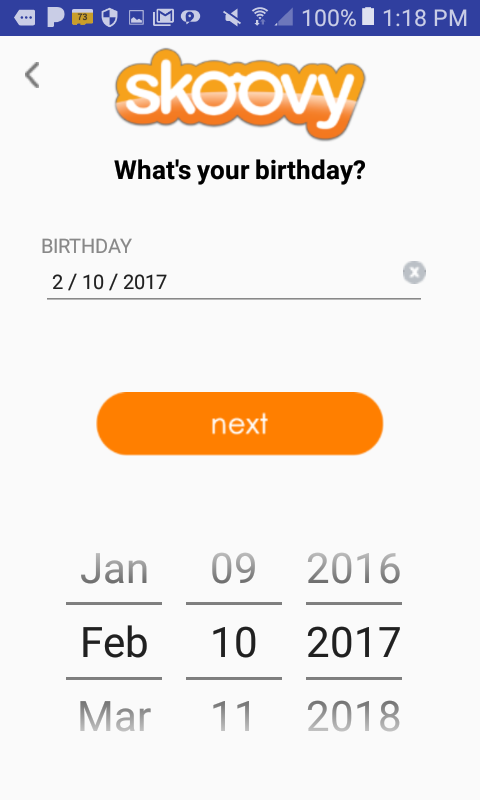 73 100% 1:18 PM
skoovy
What's your birthday?
BIRTHDAY
2 / 10 / 2017
next
Jan 09 2016
Feb 10 2017
Mar 11 2018